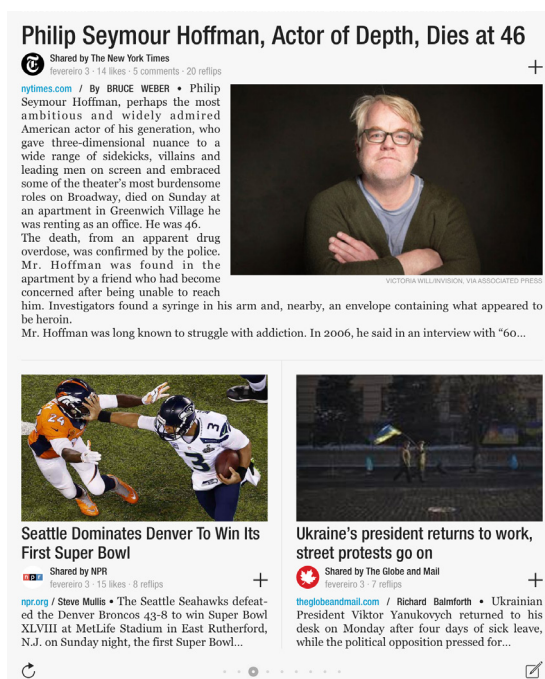 Philip Seymour Hoffman, Actor of Depth, Dies at 46
Shared by The New York Times
fevereiro 3 · 14 likes · 5 comments · 20 reflips
nytimes.com / By BRUCE WEBER • Philip
Seymour Hoffman, perhaps the most
ambitious and widely admired
American actor of his generation, who
gave three-dimensional nuance to a
wide range of sidekicks, villains and
leading men on screen and embraced
some of the theater's most burdensome
roles on Broadway, died on Sunday at
an apartment in Greenwich Village he
was renting as an office. He was 46.
The death, from an apparent drug
overdose, was confirmed by the police.
Mr. Hoffman was found in the
apartment by a friend who had become
concerned after being unable to reach
VICTORIA WILL/INVISION, VIA ASSOCIATED PRESS
him. Investigators found a syringe in his arm and, nearby, an envelope containing what appeared to
be heroin.
Mr. Hoffman was long known to struggle with addiction. In 2006, he said in an interview with “60...
24
3
3
Seattle Dominates Denver To Win Its
First Super Bowl
npr
Shared by NPR
fevereiro 3 · 15 likes · 8 reflips
npr.org / Steve Mullis • The Seattle Seahawks defeat-
ed the Denver Broncos 43-8 to win Super Bowl
XLVIII at MetLife Stadium in East Rutherford,
N.J. on Sunday night, the first Super Bowl...
Ukraine's president returns to work,
street protests go on
Shared by The Globe and Mail
fevereiro 3 · 7 reflips
theglobeandmail.com / Richard Balmforth • Ukrainian
President Viktor Yanukovych returned to his
desk on Monday after four days of sick leave,
while the political opposition pressed for...